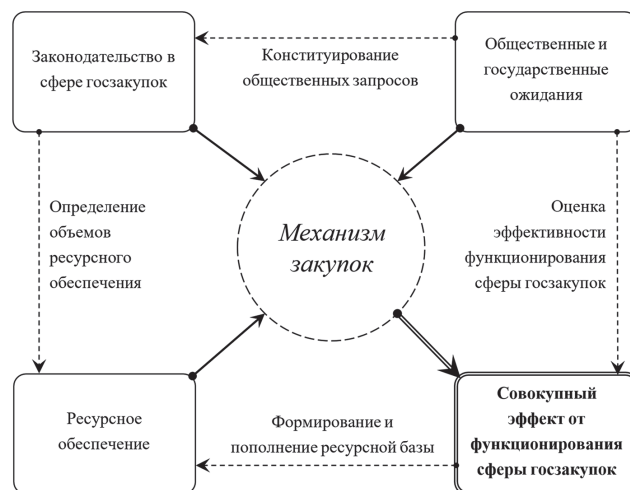 Законодательство в
сфере госзакупок
Конституирование
общественных запросов
Общественные и
государственные
ожидания
Определение
объемов
ресурсного
обеспечения
Механизм
закупок
Оценка
эффективности
функционирования
сферы госзакупок
Ресурсное
обеспечение
Формирование и
пополнение ресурсной базы
Совокупный
эффект от
функционирования
сферы госзакупок